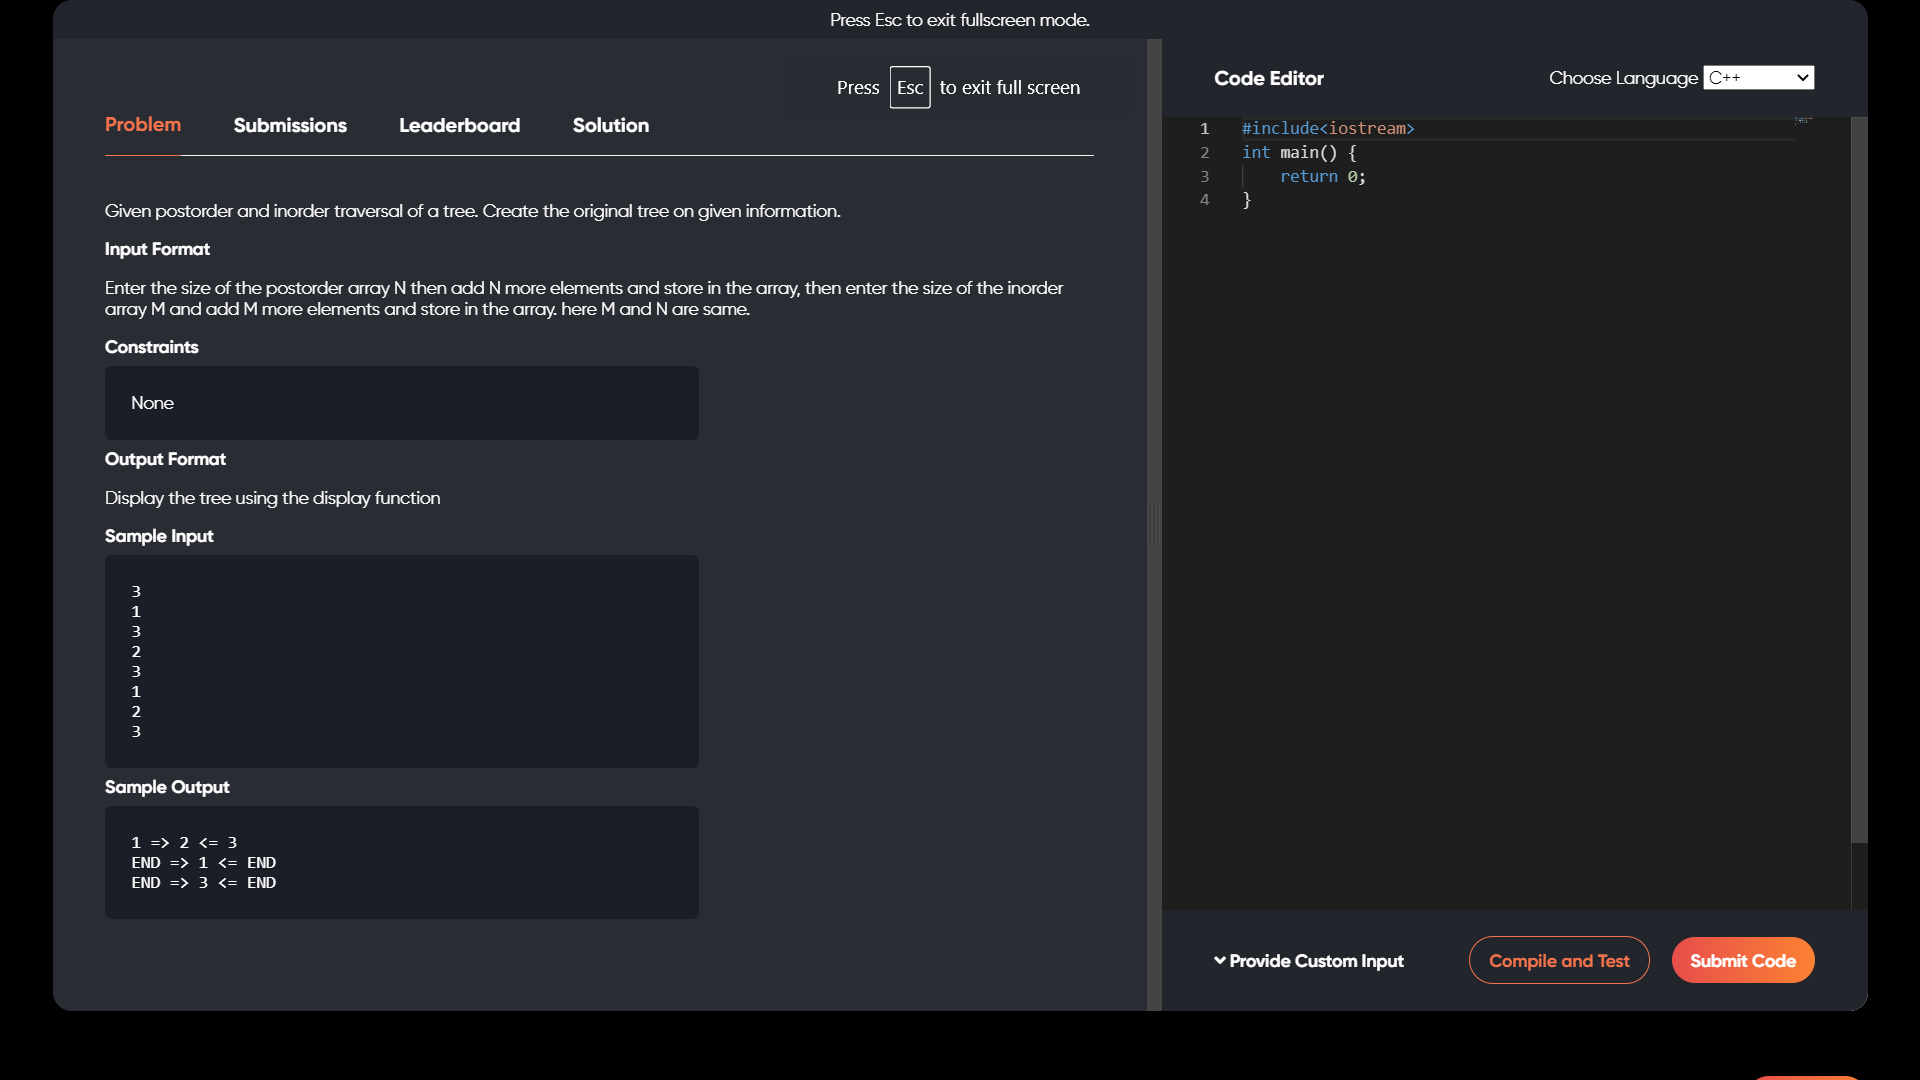 Press Esc to exit fullscreen mode.
Press Esc to exit full screen
Problem Submissions Leaderboard Solution
Given postorder and inorder traversal of a tree. Create the original tree on given information.
Input Format
Enter the size of the postorder array N then add N more elements and store in the array, then enter the size of the inorder
array M and add M more elements and store in the array. here M and N are same.
Constraints
None
Output Format
Display the tree using the display function
Sample Input
3
1
3
2
3
1
2
3
Sample Output
1 => 2 <= 3
END => 1 <= END
END => 3 <= END
Code Editor
Choose Language C++
1 #include<iostream>
2 int main() {
3 return 0;
4 }
Provide Custom Input
Compile and Test
Submit Code